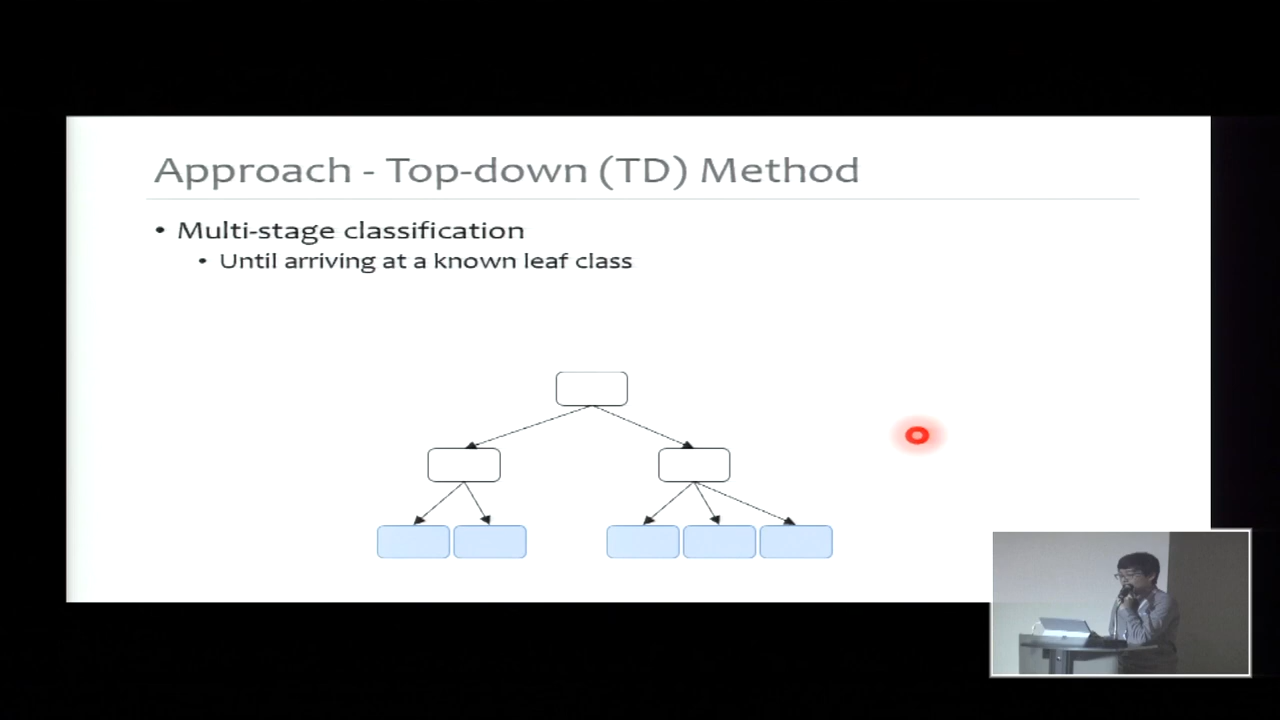 Approach - Top-down (TD) Method
• Multi-stage classification
• Until arriving at a known leaf class